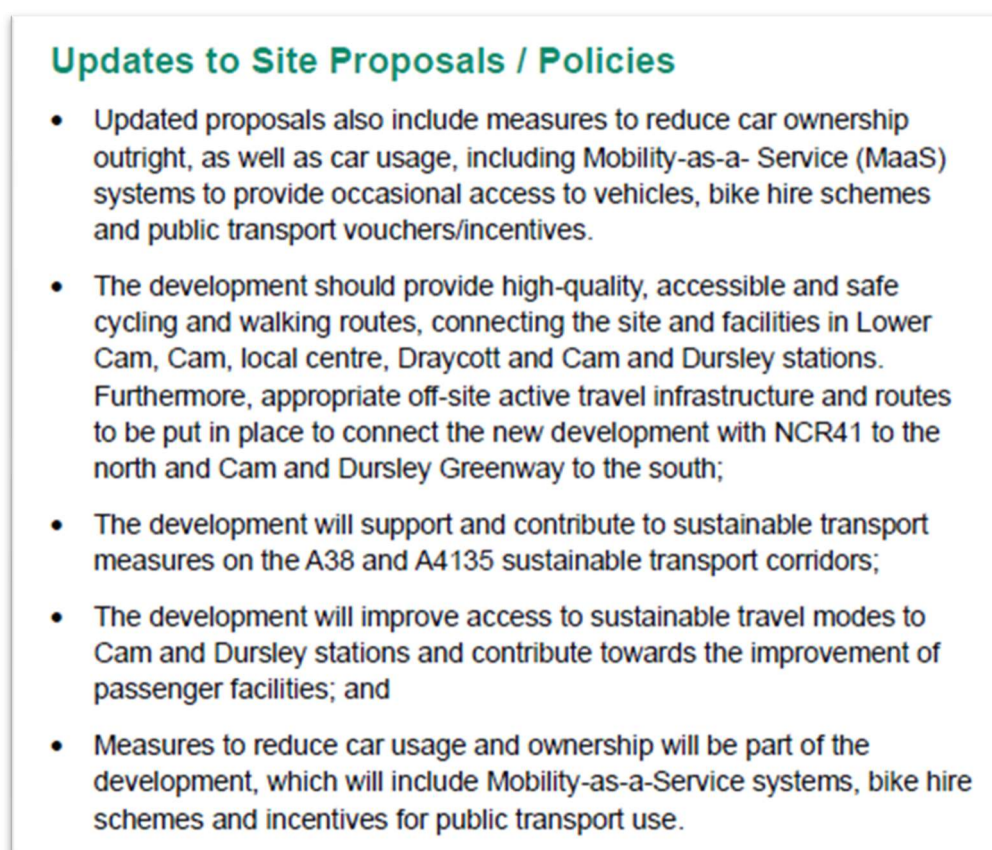 Updates to Site Proposals / Policies
• Updated proposals also include measures to reduce car ownership
outright, as well as car usage, including Mobility-as-a- Service (MaaS)
systems to provide occasional access to vehicles, bike hire schemes
and public transport vouchers/incentives.
• The development should provide high-quality, accessible and safe
cycling and walking routes, connecting the site and facilities in Lower
Cam, Cam, local centre, Draycott and Cam and Dursley stations.
Furthermore, appropriate off-site active travel infrastructure and routes
to be put in place to connect the new development with NCR41 to the
north and Cam and Dursley Greenway to the south;
• The development will support and contribute to sustainable transport
measures on the A38 and A4135 sustainable transport corridors;
• The development will improve access to sustainable travel modes to
Cam and Dursley stations and contribute towards the improvement of
passenger facilities; and
• Measures to reduce car usage and ownership will be part of the
development, which will include Mobility-as-a-Service systems, bike hire
schemes and incentives for public transport use.